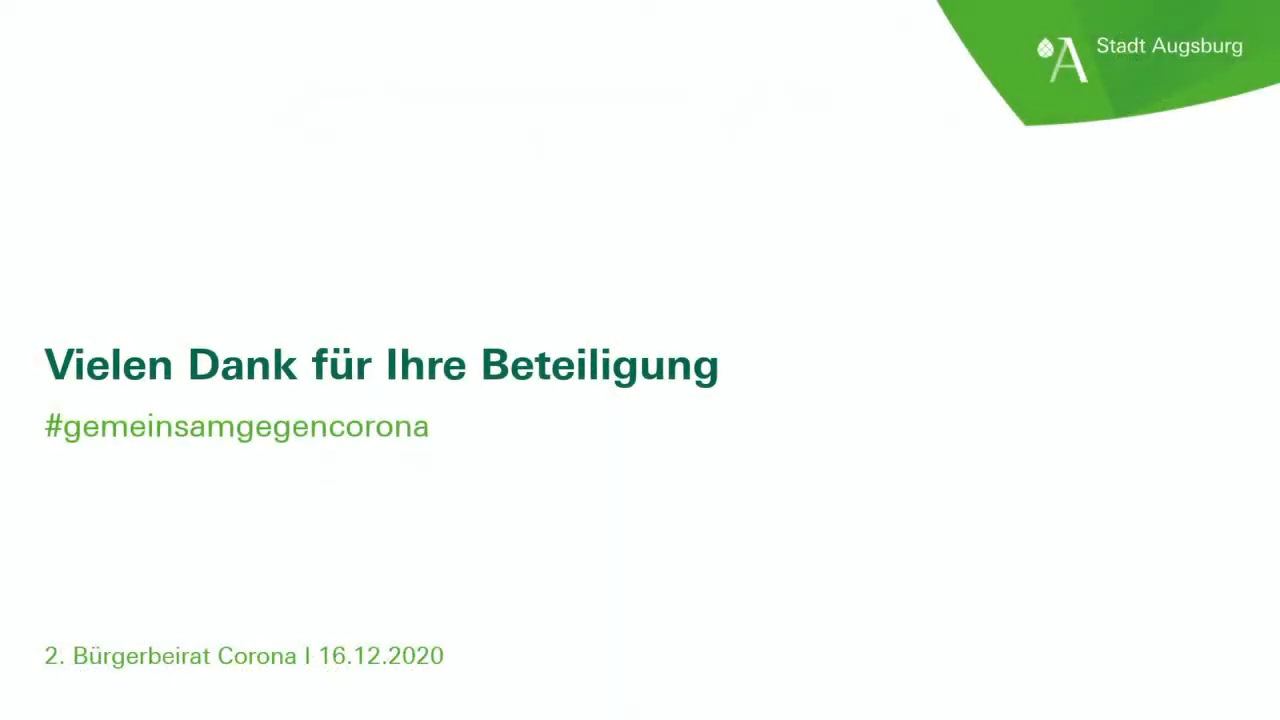 Stadt Augsburg
Vielen Dank für Ihre Beteiligung
#gemeinsamgegencorona
2. Bürgerbeirat Corona I 16.12.2020